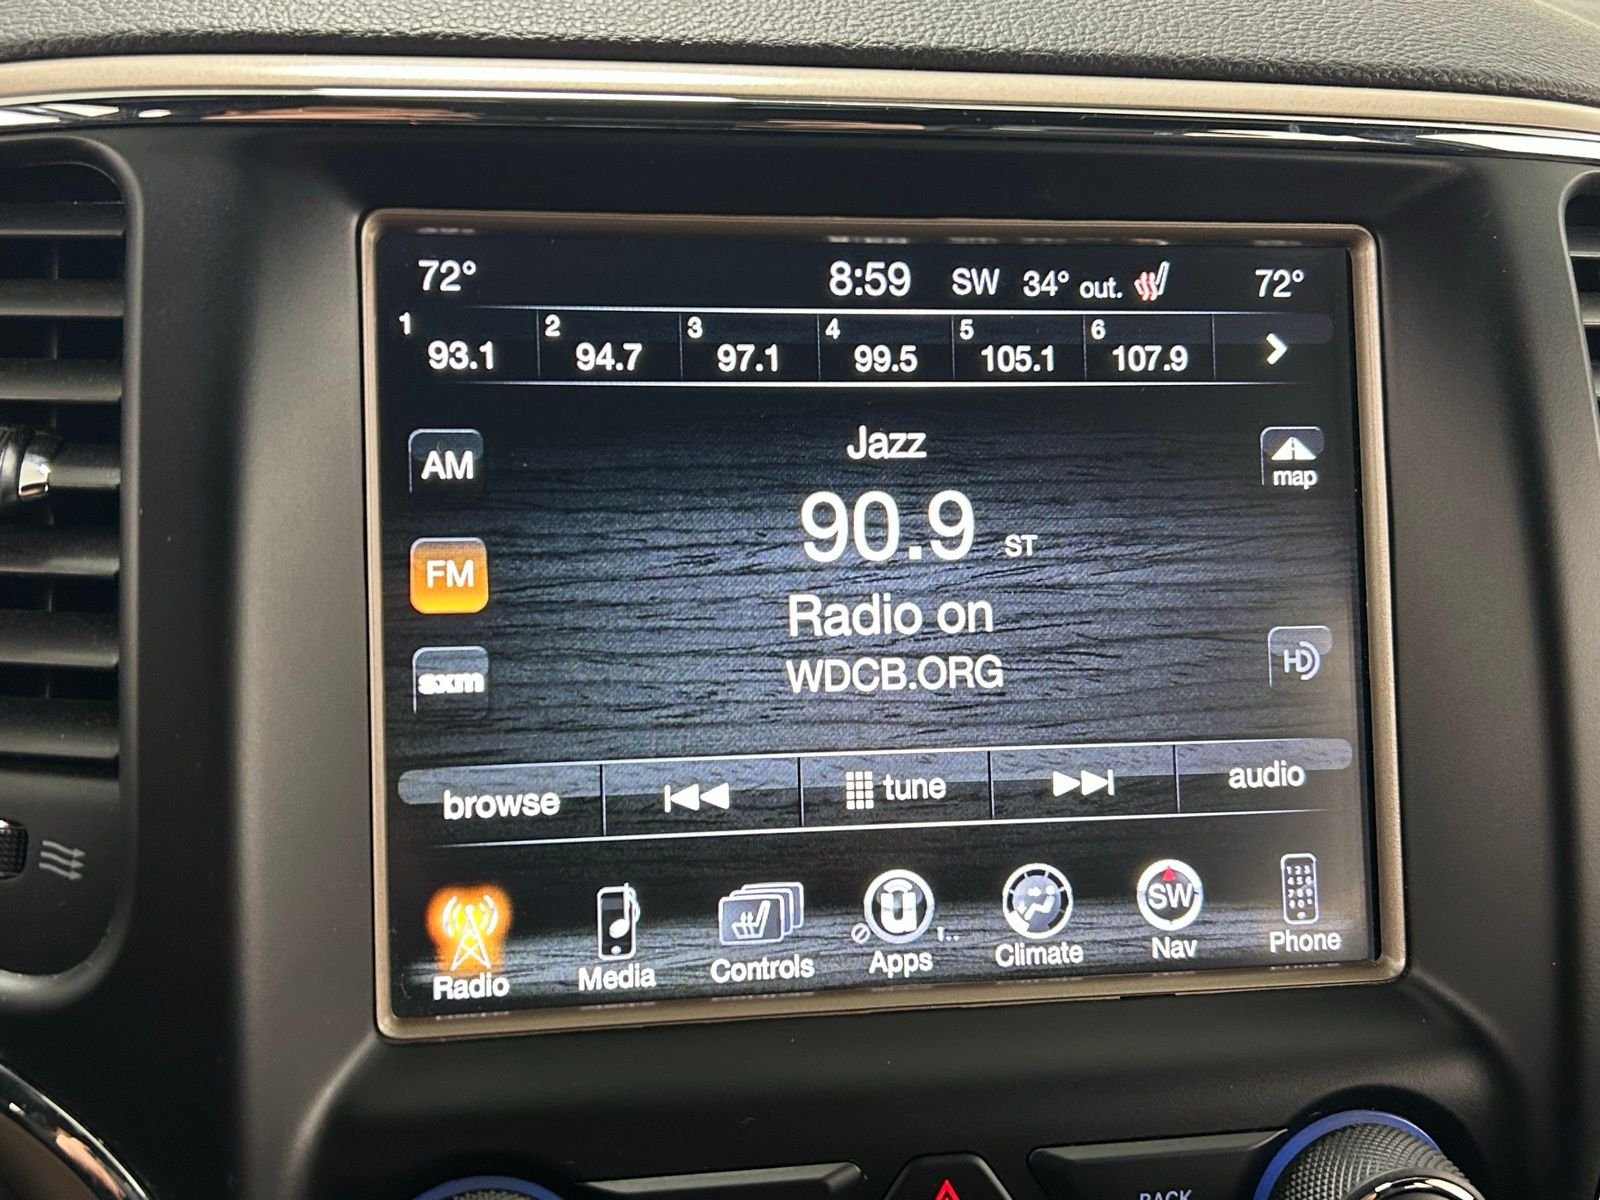 72° 8:59 SW 34° out. 72°
1 2 3 4 5 6
93.1 94.7 97.1 99.5 105.1 107.9
Jazz
AM
map
90.9 ST
FM
Radio on
WDCB.ORG
sxm
HD
browse tune audio
SW
1..
Radio Media Controls Apps Climate Nav Phone
BACK